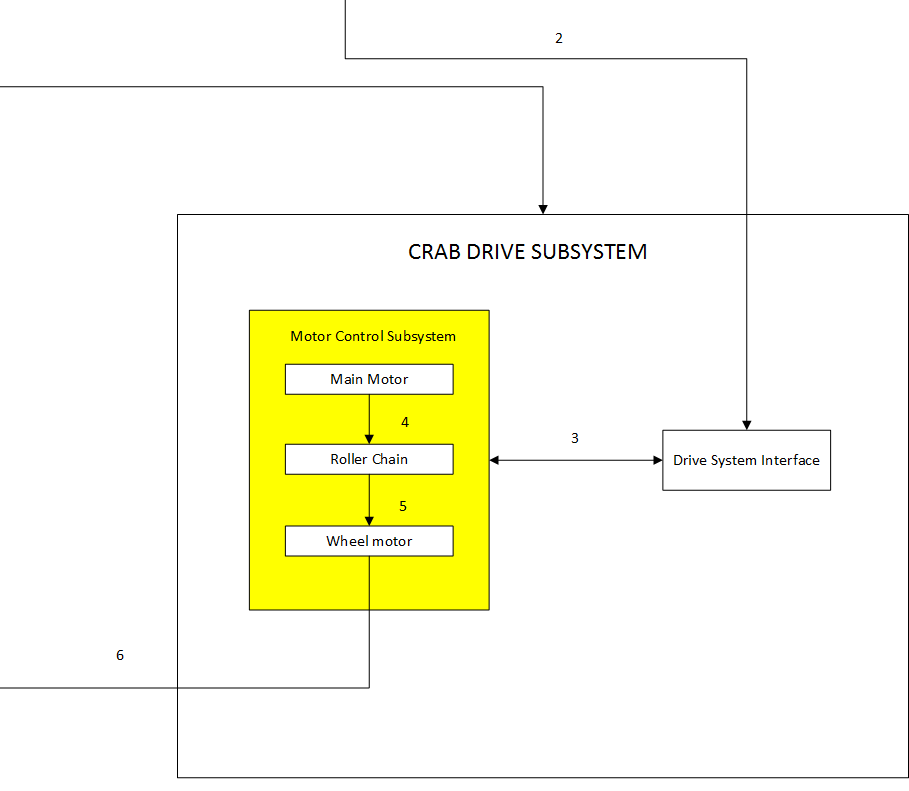 2
CRAB DRIVE SUBSYSTEM
Motor Control Subsystem
Main Motor
4
Roller Chain
3
Drive System Interface
5
Wheel motor
6